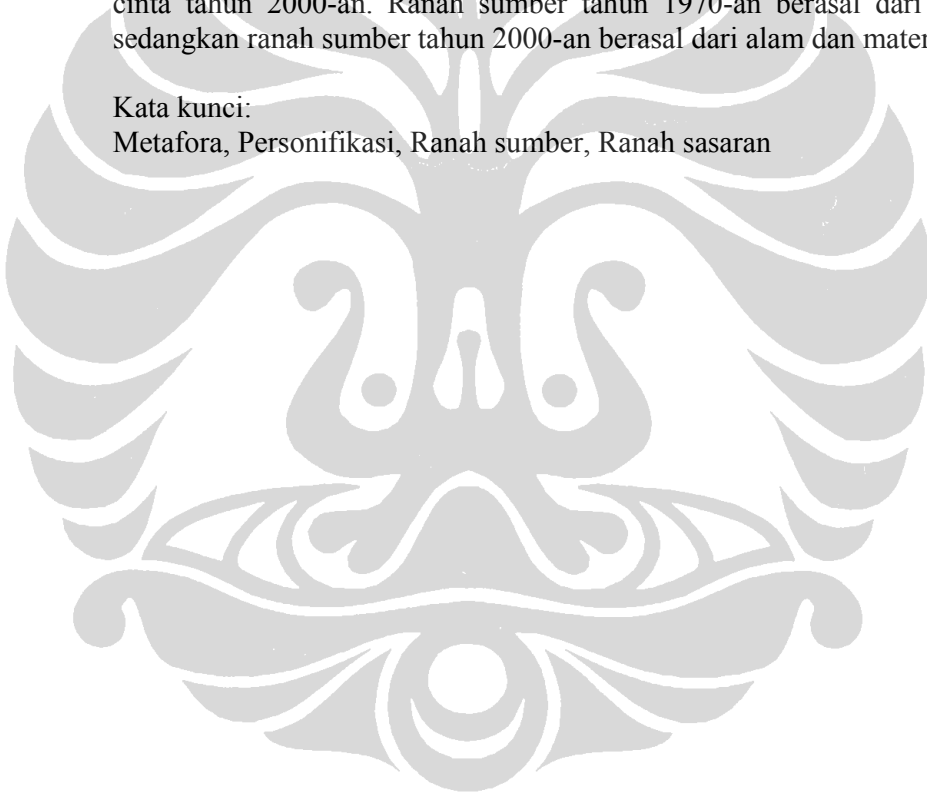 cinta tahun 2000-an. Ranah sumber tahun 1970-an berasal dari
sedangkan ranah sumber tahun 2000-an berasal dari alam dan mater
Kata kunci:
Metafora, Personifikasi, Ranah sumber, Ranah sasaran